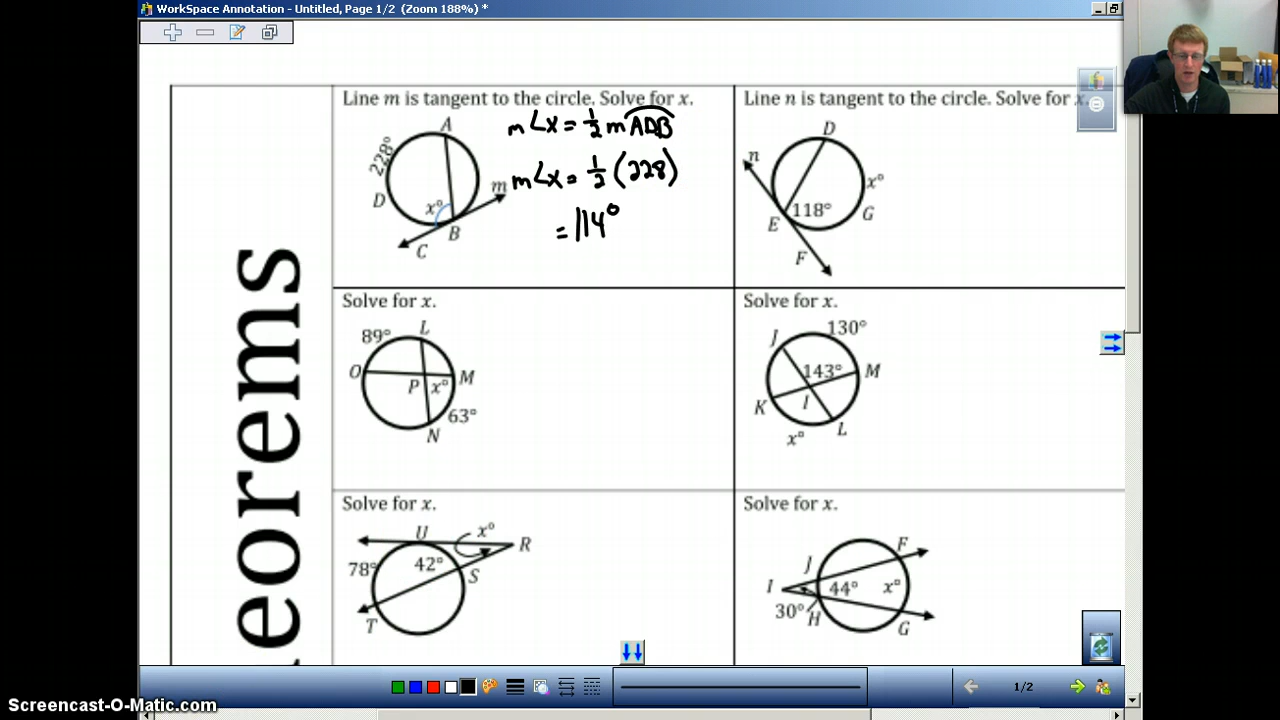 WorkSpace Annotation - Untitled, Page 1/2 (Zoom 188%) *
eorems
Line m is tangent to the circle. Solve for x.
m∠x = 1/2 mADB
m∠x = 1/2 (228)
= 114°
A
228°
D
x°
m
B
C
Line n is tangent to the circle. Solve for x.
D
n
x°
118°
G
E
F
Solve for x.
89°
L
O
P
x°
M
63°
N
Solve for x.
J
130°
143°
M
K
I
L
x°
Solve for x.
U
x°
R
78°
42°
S
T
Solve for x.
F
J
I
44°
x°
30°
H
G
1/2
Screencast-O-Matic.com